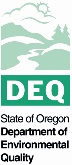 DEQ
State of Oregon
Department of
Environmental
Quality